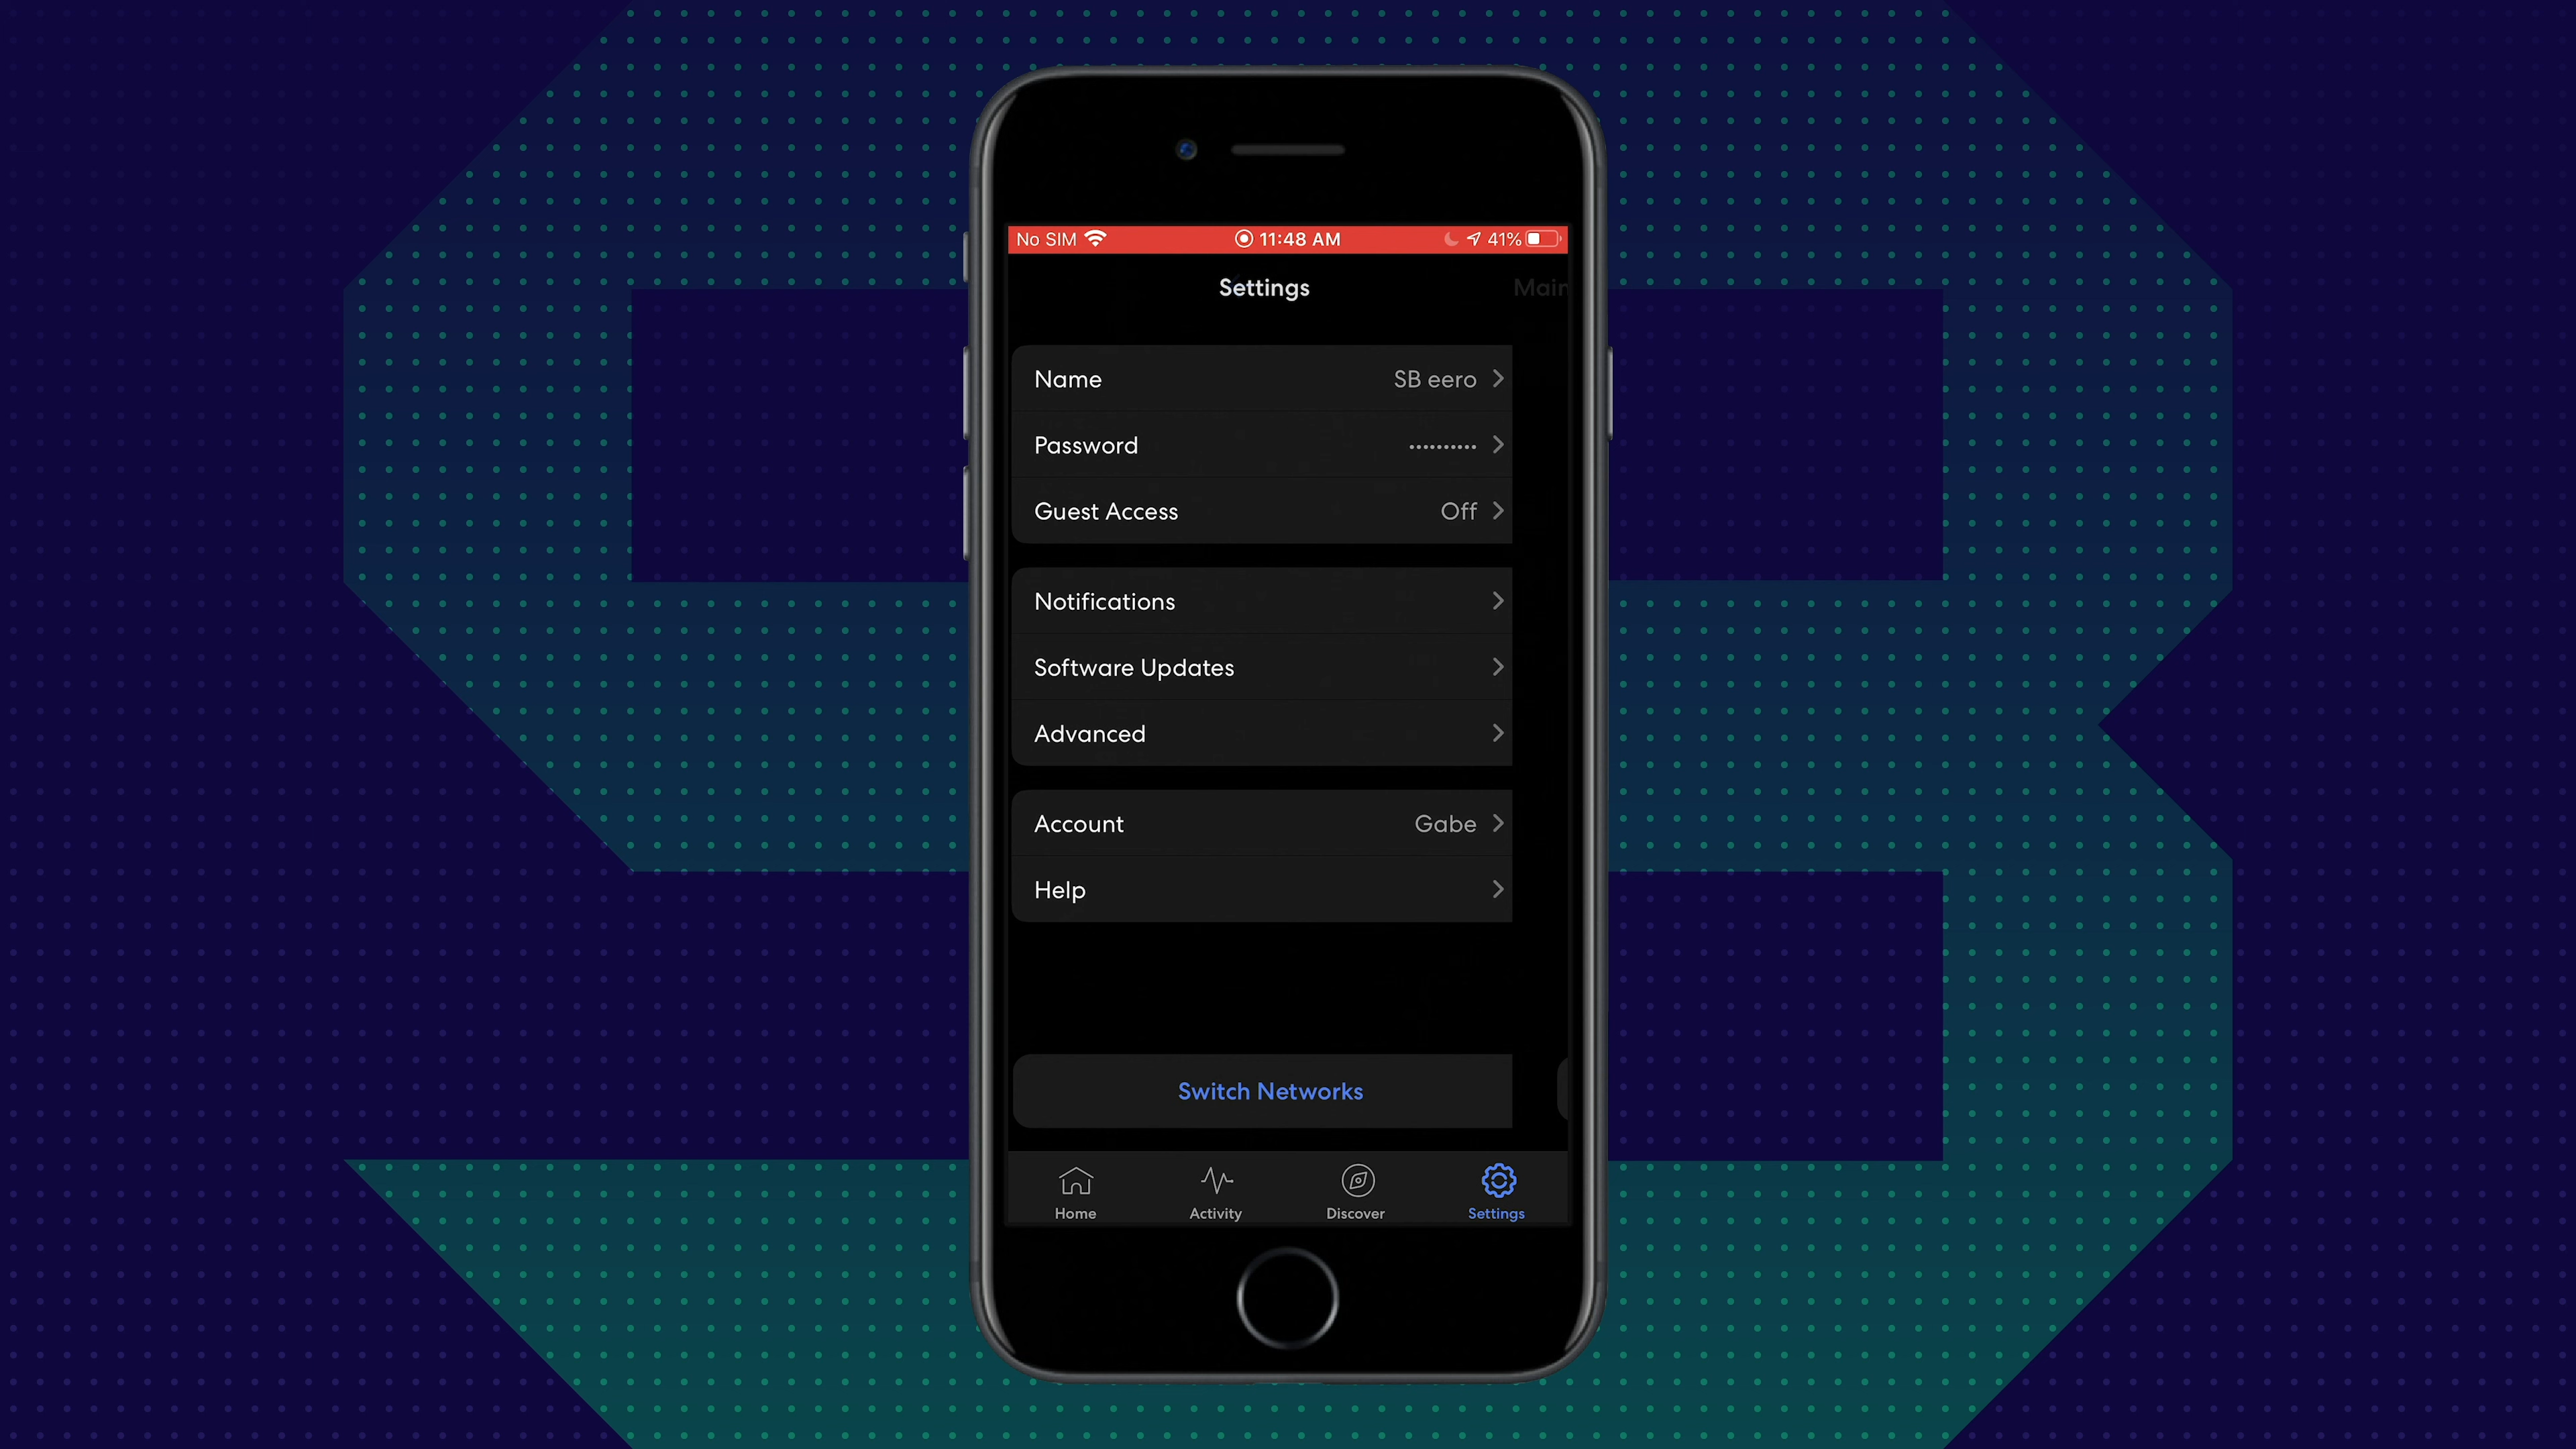 No SIM 11:48 AM 41%
Settings Main
Name SB eero
Password ••••••••••
Guest Access Off
Notifications
Software Updates
Advanced
Account Gabe
Help
Switch Networks
Home Activity Discover Settings